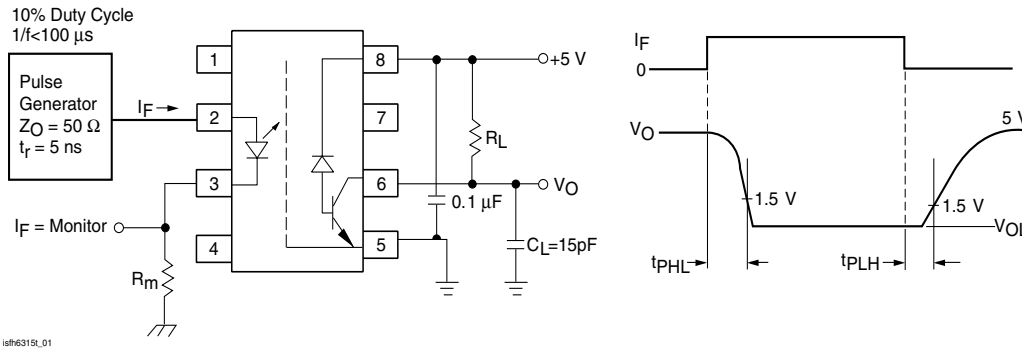 10% Duty Cycle
1/f<100 µs
Pulse
Generator
ZO = 50 Ω
tr = 5 ns
IF
1
2
3
4
8
7
6
5
+5 V
RL
VO
0.1 µF
CL=15pF
IF = Monitor
Rm
IF
0
VO
5 V
1.5 V
1.5 V
VOL
tPHL
tPLH
isfh6315t_01